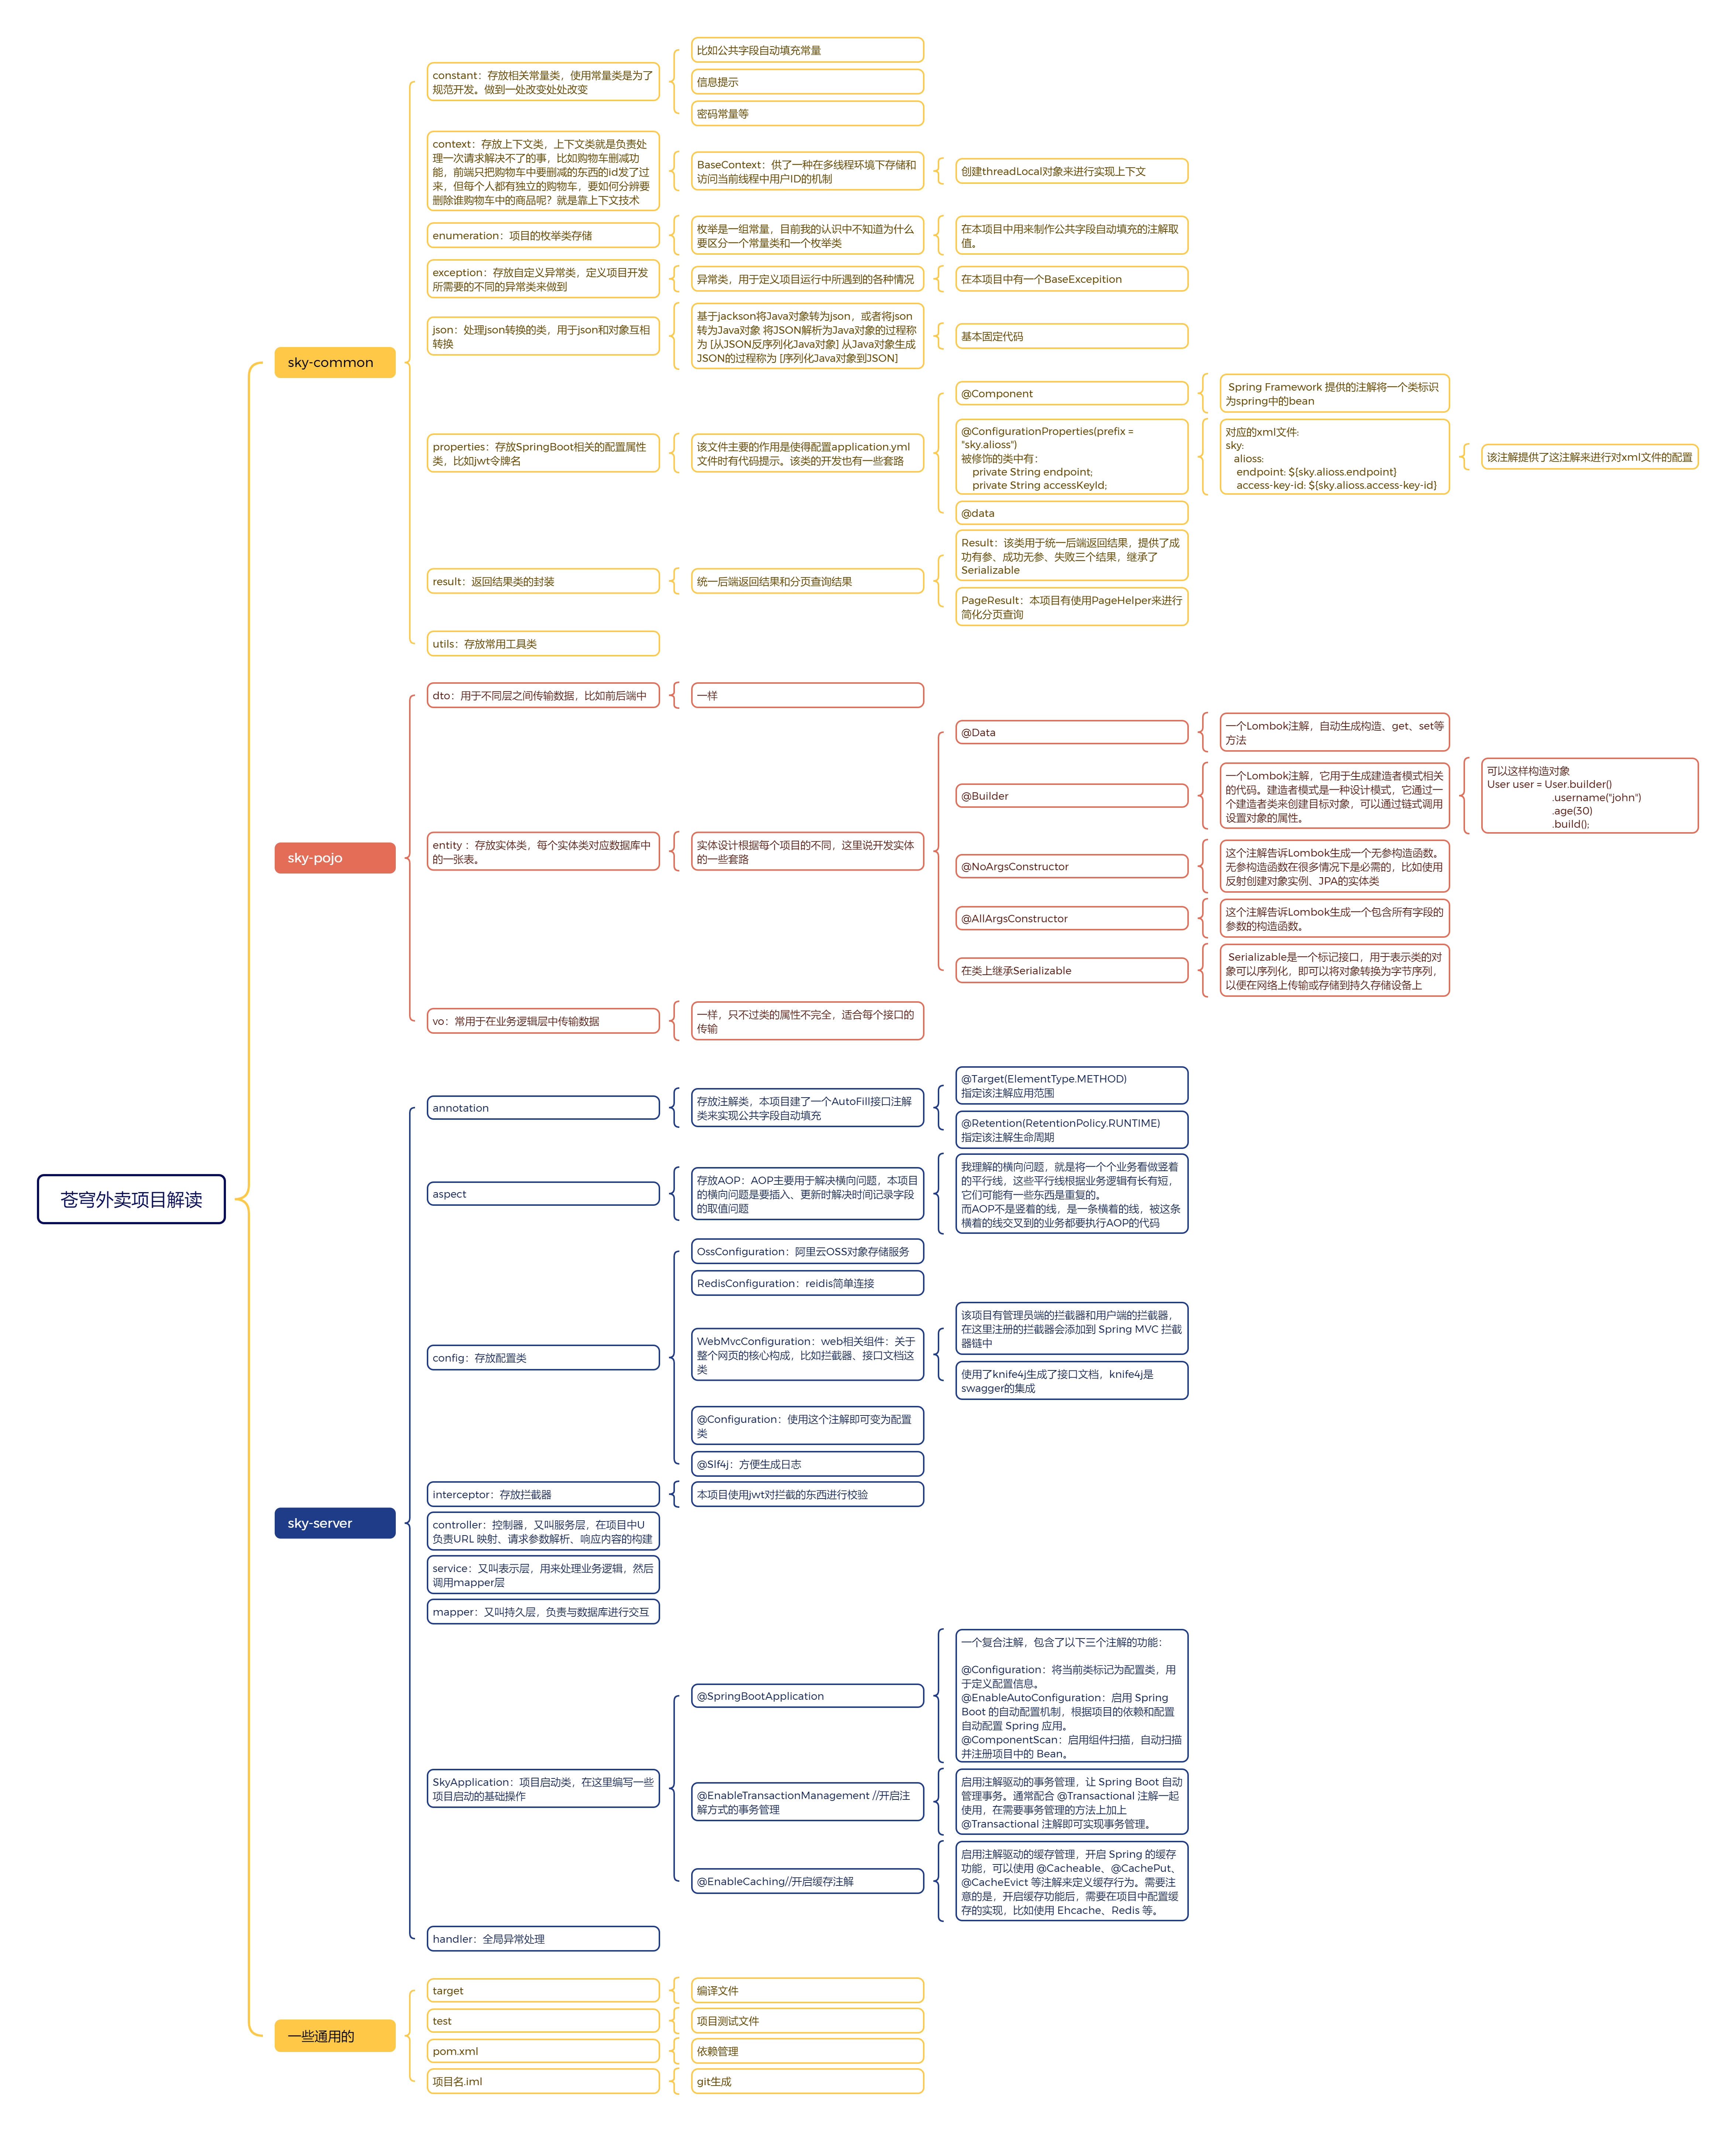 苍穹外卖项目解读
sky-common
constant：存放相关常量类，使用常量类是为了
规范开发。做到一处改变处处改变
比如公共字段自动填充常量
信息提示
密码常量等
context：存放上下文类，上下文类就是负责处
理一次请求解决不了的事，比如购物车删减功
能，前端只把购物车中要删减的东西的id发了过
来，但每个人都有独立的购物车，要如何分辨要
删除谁购物车中的商品呢？就是靠上下文技术
BaseContext：供了一种在多线程环境下存储和
访问当前线程中用户ID的机制
创建threadLocal对象来进行实现上下文
enumeration：项目的枚举类存储
枚举是一组常量，目前我的认识中不知道为什么
要区分一个常量类和一个枚举类
在本项目中用来制作公共字段自动填充的注解取
值。
exception：存放自定义异常类，定义项目开发
所需要的不同的异常类来做到
异常类，用于定义项目运行中所遇到的各种情况
在本项目中有一个BaseExcepition
json：处理json转换的类，用于json和对象互相
转换
基于jackson将Java对象转为json，或者将json
转为Java对象 将JSON解析为Java对象的过程称
为 [从JSON反序列化Java对象] 从Java对象生成
JSON的过程称为 [序列化Java对象到JSON]
基本固定代码
properties：存放SpringBoot相关的配置属性
类，比如jwt令牌名
该文件主要的作用是使得配置application.yml
文件时有代码提示。该类的开发也有一些套路
@Component
Spring Framework 提供的注解将一个类标识
为spring中的bean
@ConfigurationProperties(prefix =
"sky.alioss")
被修饰的类中有：
private String endpoint;
private String accessKeyId;
对应的xml文件:
sky:
alioss:
endpoint: ${sky.alioss.endpoint}
access-key-id: ${sky.alioss.access-key-id}
该注解提供了这注解来进行对xml文件的配置
@data
result：返回结果类的封装
统一后端返回结果和分页查询结果
Result：该类用于统一后端返回结果，提供了成
功有参、成功无参、失败三个结果，继承了
Serializable
PageResult：本项目有使用PageHelper来进行
简化分页查询
utils：存放常用工具类
sky-pojo
dto：用于不同层之间传输数据，比如前后端中
一样
entity ：存放实体类，每个实体类对应数据库中
的一张表。
实体设计根据每个项目的不同，这里说开发实体
的一些套路
@Data
一个Lombok注解，自动生成构造、get、set等
方法
@Builder
一个Lombok注解，它用于生成建造者模式相关
的代码。建造者模式是一种设计模式，它通过一
个建造者类来创建目标对象，可以通过链式调用
设置对象的属性。
可以这样构造对象
User user = User.builder()
.username("john")
.age(30)
.build();
@NoArgsConstructor
这个注解告诉Lombok生成一个无参构造函数。
无参构造函数在很多情况下是必需的，比如使用
反射创建对象实例、JPA的实体类
@AllArgsConstructor
这个注解告诉Lombok生成一个包含所有字段的
参数的构造函数。
在类上继承Serializable
Serializable是一个标记接口，用于表示类的对
象可以序列化，即可以将对象转换为字节序列，
以便在网络上传输或存储到持久存储设备上
vo：常用于在业务逻辑层中传输数据
一样，只不过类的属性不完全，适合每个接口的
传输
sky-server
annotation
存放注解类，本项目建了一个AutoFill接口注解
类来实现公共字段自动填充
@Target(ElementType.METHOD)
指定该注解应用范围
@Retention(RetentionPolicy.RUNTIME)
指定该注解生命周期
aspect
存放AOP：AOP主要用于解决横向问题，本项目
的横向问题是要插入、更新时解决时间记录字段
的取值问题
我理解的横向问题，就是将一个个业务看做竖着
的平行线，这些平行线根据业务逻辑有长有短，
它们可能有一些东西是重复的。
而AOP不是竖着的线，是一条横着的线，被这条
横着的线交叉到的业务都要执行AOP的代码
config：存放配置类
OssConfiguration：阿里云OSS对象存储服务
RedisConfiguration：reidis简单连接
WebMvcConfiguration：web相关组件：关于
整个网页的核心构成，比如拦截器、接口文档这
类
该项目有管理员端的拦截器和用户端的拦截器，
在这里注册的拦截器会添加到 Spring MVC 拦截
器链中
使用了knife4j生成了接口文档，knife4j是
swagger的集成
@Configuration：使用这个注解即可变为配置
类
@Slf4j：方便生成日志
interceptor：存放拦截器
本项目使用jwt对拦截的东西进行校验
controller：控制器，又叫服务层，在项目中U
负责URL 映射、请求参数解析、响应内容的构建
service：又叫表示层，用来处理业务逻辑，然后
调用mapper层
mapper：又叫持久层，负责与数据库进行交互
SkyApplication：项目启动类，在这里编写一些
项目启动的基础操作
@SpringBootApplication
一个复合注解，包含了以下三个注解的功能：
@Configuration：将当前类标记为配置类，用
于定义配置信息。
@EnableAutoConfiguration：启用 Spring
Boot 的自动配置机制，根据项目的依赖和配置
自动配置 Spring 应用。
@ComponentScan：启用组件扫描，自动扫描
并注册项目中的 Bean。
@EnableTransactionManagement //开启注
解方式的事务管理
启用注解驱动的事务管理，让 Spring Boot 自动
管理事务。通常配合 @Transactional 注解一起
使用，在需要事务管理的方法上加上
@Transactional 注解即可实现事务管理。
@EnableCaching//开启缓存注解
启用注解驱动的缓存管理，开启 Spring 的缓存
功能，可以使用 @Cacheable、@CachePut、
@CacheEvict 等注解来定义缓存行为。需要注
意的是，开启缓存功能后，需要在项目中配置缓
存的实现，比如使用 Ehcache、Redis 等。
handler：全局异常处理
一些通用的
target
编译文件
test
项目测试文件
pom.xml
依赖管理
项目名.iml
git生成